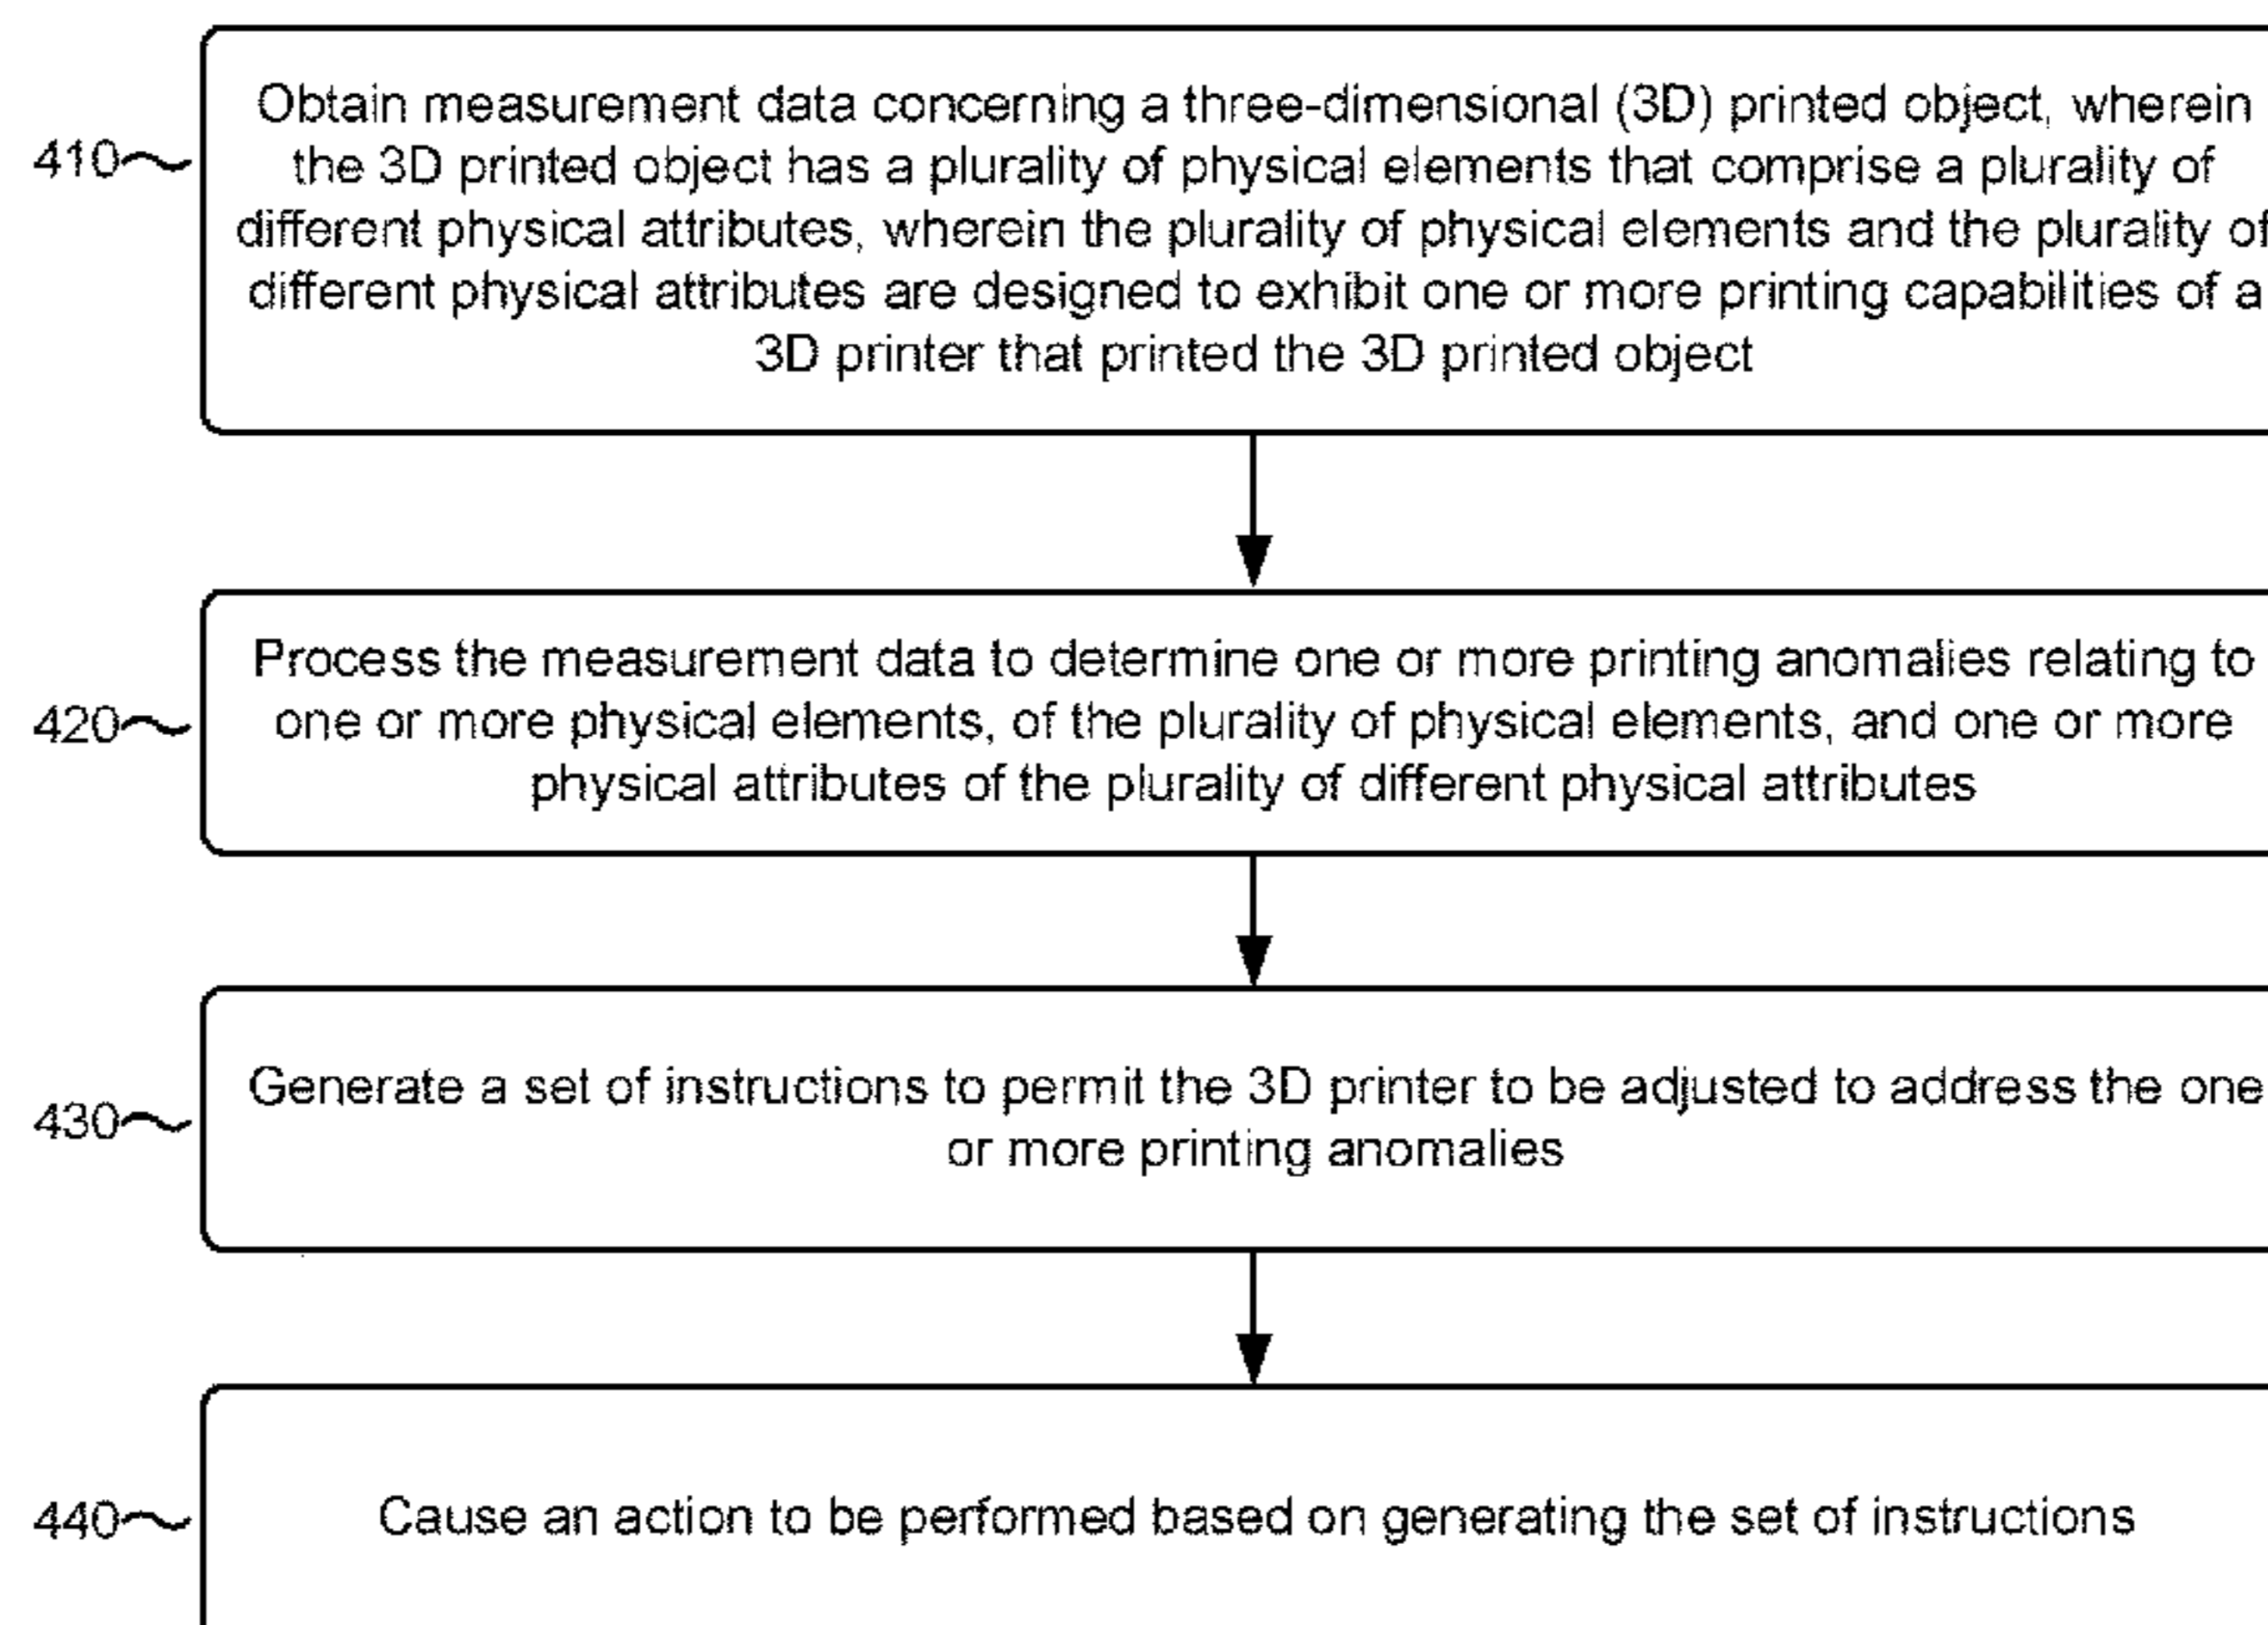 Obtain measurement data concerning a three-dimensional (3D) printed object, wherein
410
the 3D printed object has a plurality of physical elements that comprise a plurality of
different physical attributes, wherein the plurality of physical elements and the plurality of
different physical attributes are designed to exhibit one or more printing capabilities of a
3D printer that printed the 3D printed object
Process the measurement data to determine one or more printing anomalies relating to
420
one or more physical elements, of the plurality of physical elements, and one or more
physical attributes of the plurality of different physical attributes
Generate a set of instructions to permit the 3D printer to be adjusted to address the one
430
or more printing anomalies
440
Cause an action to be performed based on generating the set of instructions